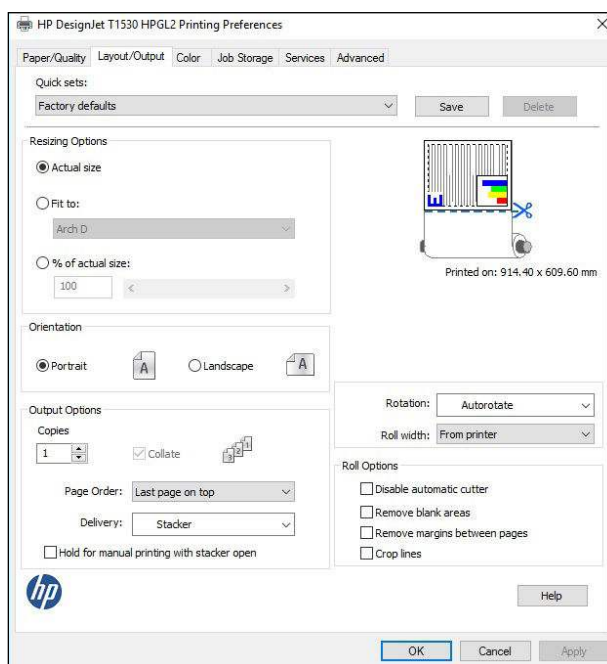 HP DesignJet T1530 HPGL2 Printing Preferences
Paper/Quality Layout/Output Color Job Storage Services Advanced
Quick sets:
Factory defaults Save Delete
Resizing Options
Actual size
Fit to:
Arch D
% of actual size:
100
E
Printed on: 914.40 x 609.60 mm
Orientation
Portrait A Landscape A
Rotation: Autorotate
Roll width: From printer
Output Options
Copies
1 Collate 3 2 1
Page Order: Last page on top
Delivery: Stacker
Hold for manual printing with stacker open
Roll Options
Disable automatic cutter
Remove blank areas
Remove margins between pages
Crop lines
hp
Help
OK Cancel Apply